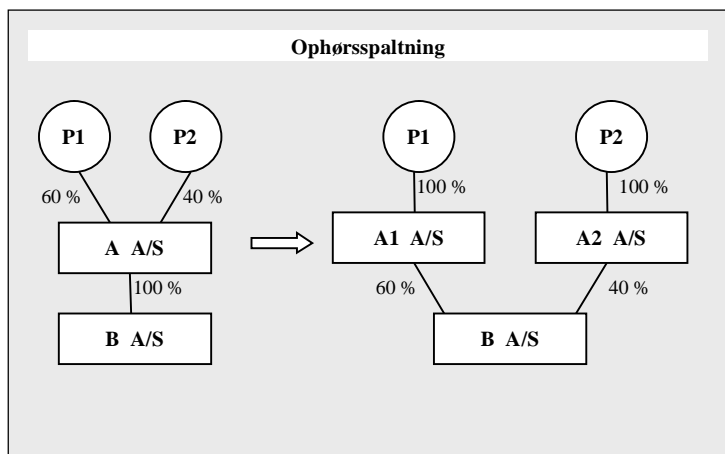 Ophørsspaltning
P1 P2 P1 P2
60 % 40 % 100 % 100 %
A A/S A1 A/S A2 A/S
100 % 60 % 40 %
B A/S B A/S